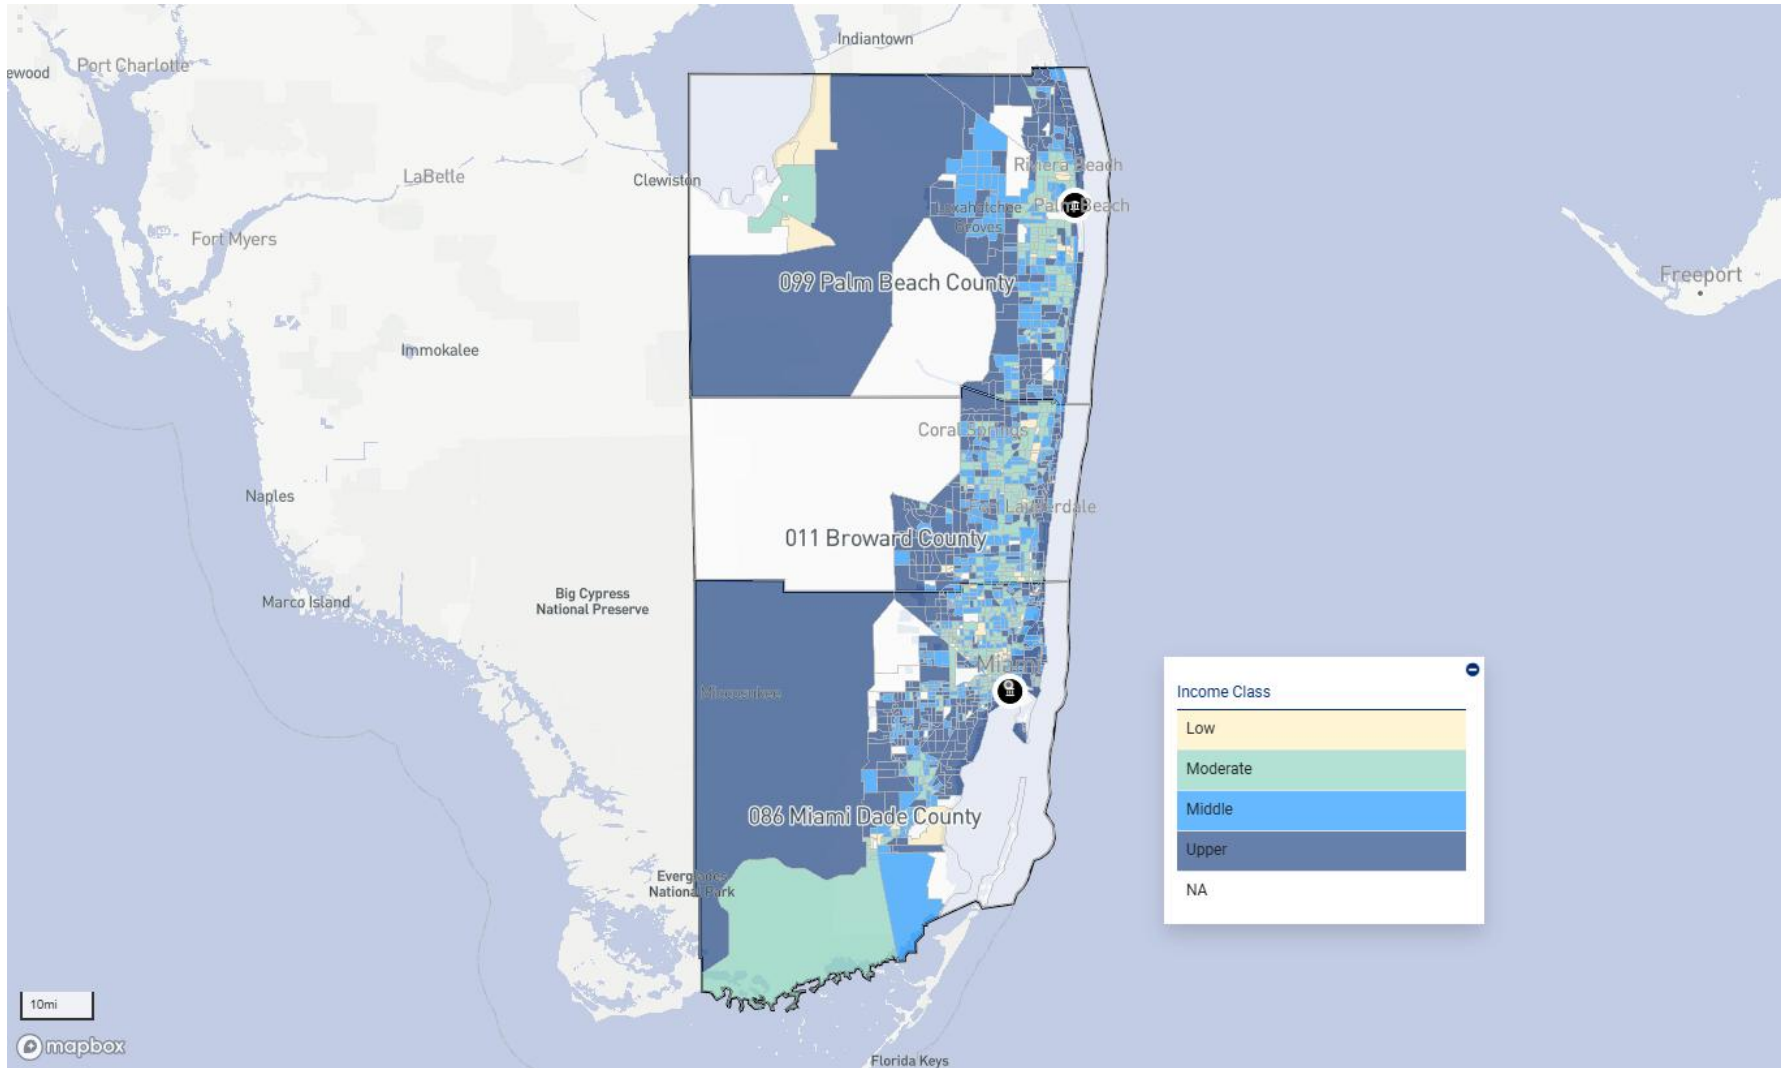 Indiantown
Port Charlotte
ewood
Riviera Beach
LaBelle
Clewiston
Loxahatchee
Groves
Palm Beach
Fort Myers
099 Palm Beach County
Freeport
Immokalee
Coral Springs
Naples
Fort Lauderdale
011 Broward County
Big Cypress
National Preserve
Marco Island
Miami
Miccosukee
086 Miami Dade County
Everglades
National Park
Income Class
Low
Moderate
Middle
Upper
NA
10mi
mapbox
Florida Keys